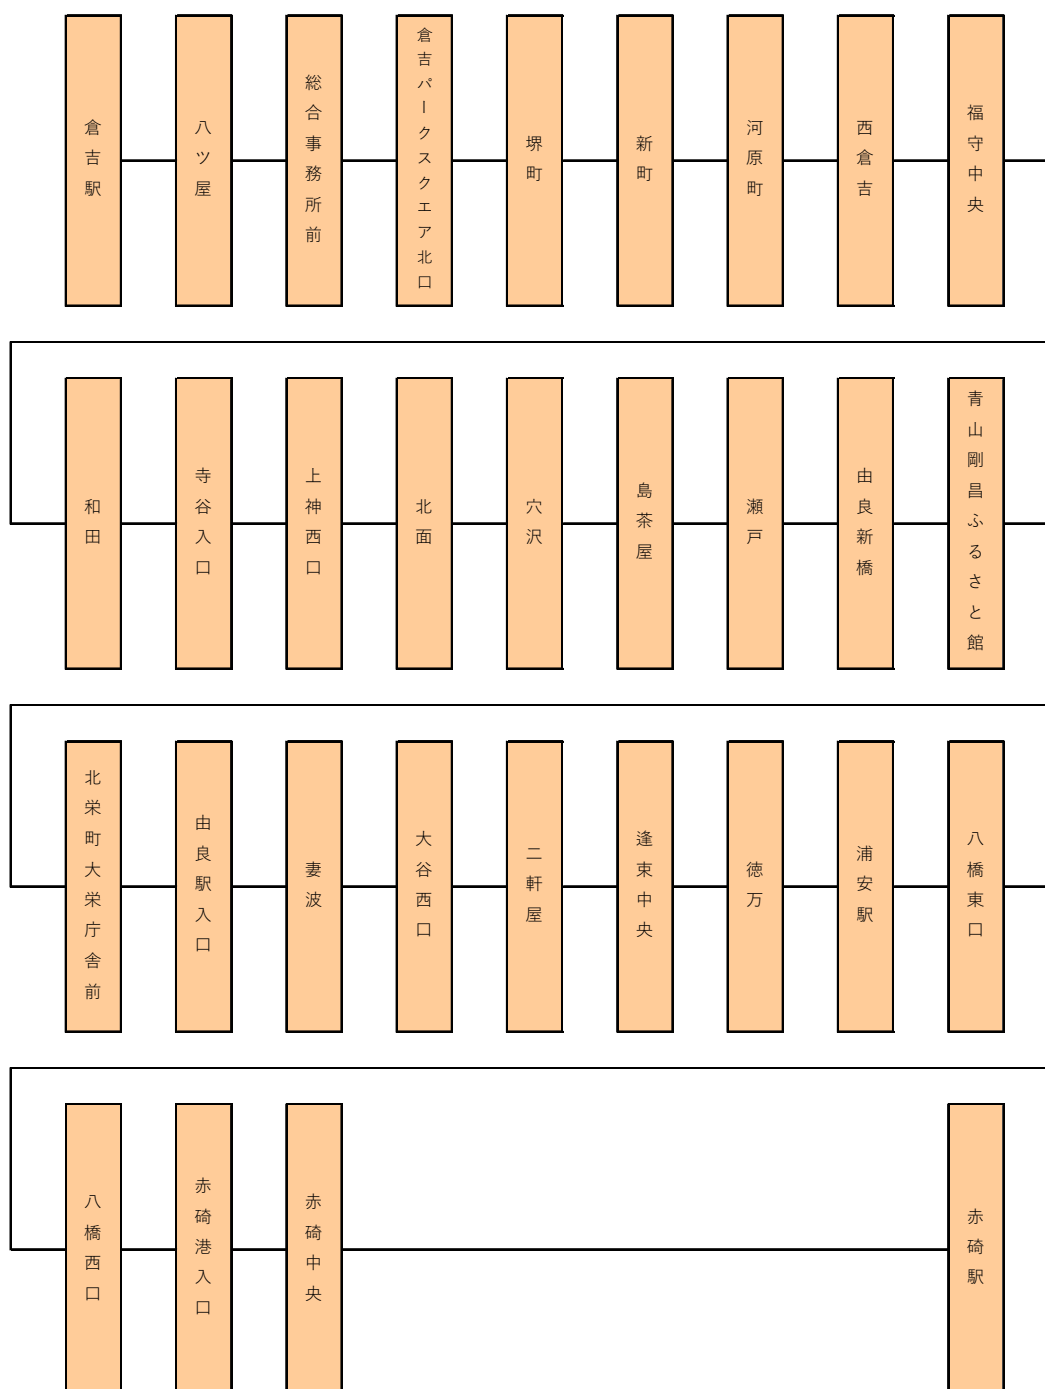 倉吉駅
八ツ屋
総合事務所前
倉吉パークスクエア北口
堺町
新町
河原町
西倉吉
福守中央
和田
寺谷入口
上神西口
北面
穴沢
島茶屋
瀬戸
由良新橋
青山剛昌ふるさと館
北栄町大栄庁舎前
由良駅入口
妻波
大谷西口
二軒屋
逢束中央
徳万
浦安駅
八橋東口
八橋西口
赤碕港入口
赤碕中央
赤碕駅